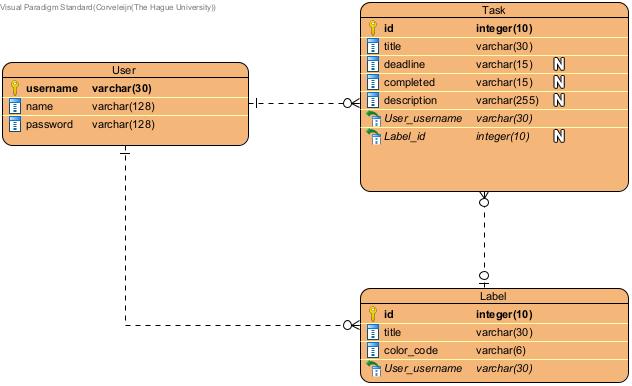 Visual Paradigm Standard(Corveleijn(The Hague University))
Task
id integer(10)
title varchar(30)
deadline varchar(15) N
completed varchar(15) N
description varchar(255) N
User_username varchar(30)
Label_id integer(10) N
User
username varchar(30)
name varchar(128)
password varchar(128)
Label
id integer(10)
title varchar(30)
color_code varchar(6)
User_username varchar(30)